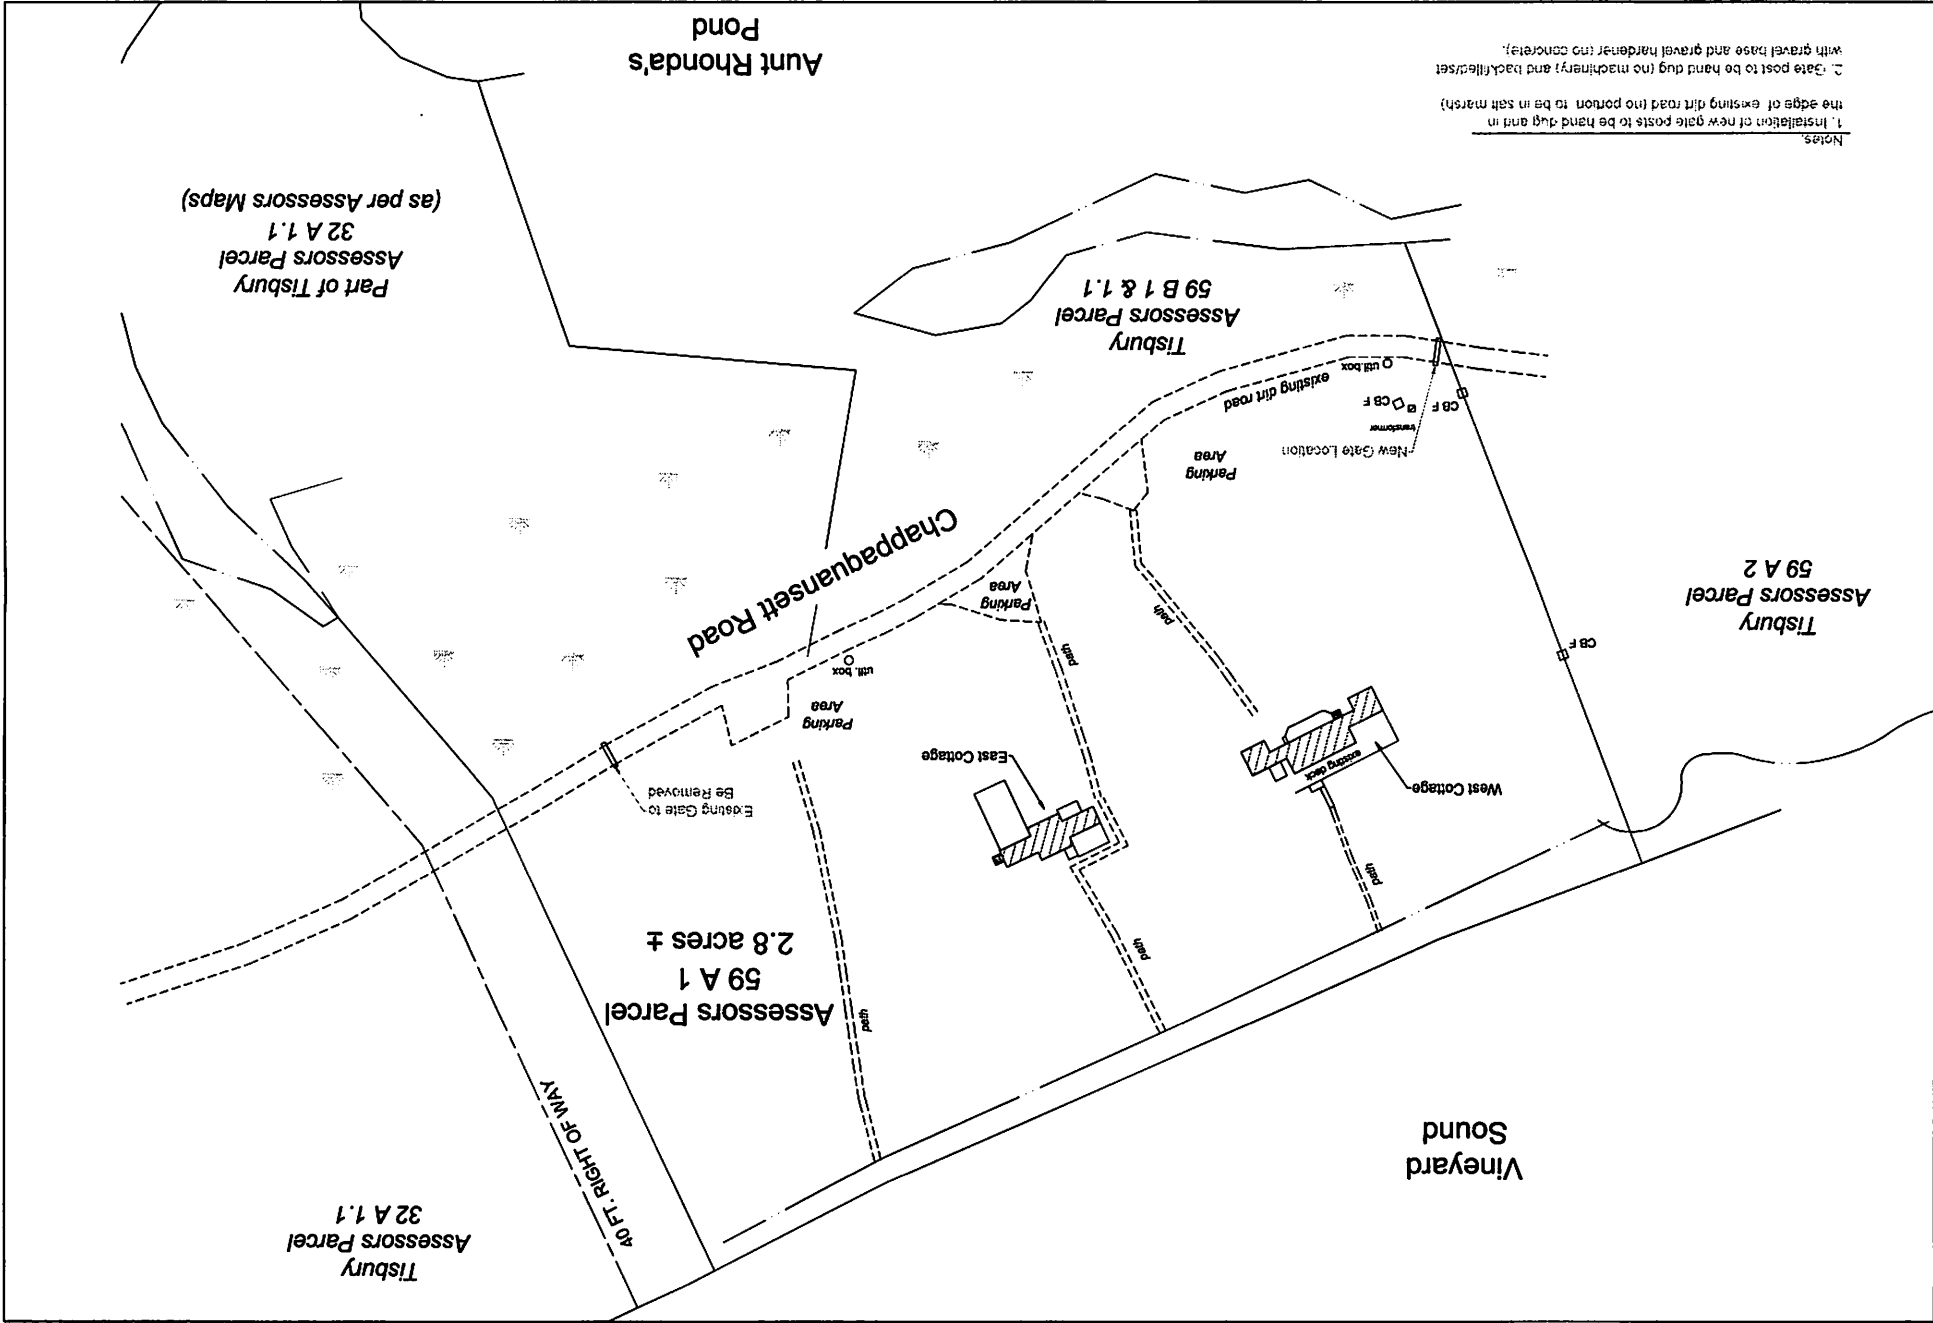 Tisbury
Assessors Parcel
32 A 1.1
40 FT. RIGHT OF WAY
Vineyard
Sound
path
Assessors Parcel
59 A 1
2.8 acres ±
path
path
West Cottage
existing deck
East Cottage
Existing Gate to
Be Removed
Parking
Area
util. box
CB F
path
path
Tisbury
Assessors Parcel
59 A 2
Parking
Area
Chappaquansett Road
Parking
Area
New Gate Location
transformer
CB F
CB F
util.box
existing dirt road
Tisbury
Assessors Parcel
59 B 1 & 1.1
Part of Tisbury
Assessors Parcel
32 A 1.1
(as per Assessors Maps)
Notes:
1. Installation of new gate posts to be hand dug and in
the edge of existing dirt road (no portion to be in salt marsh)
2. Gate post to be hand dug (no machinery) and backfilled/set
with gravel base and gravel hardener (no concrete).
Aunt Rhonda's
Pond